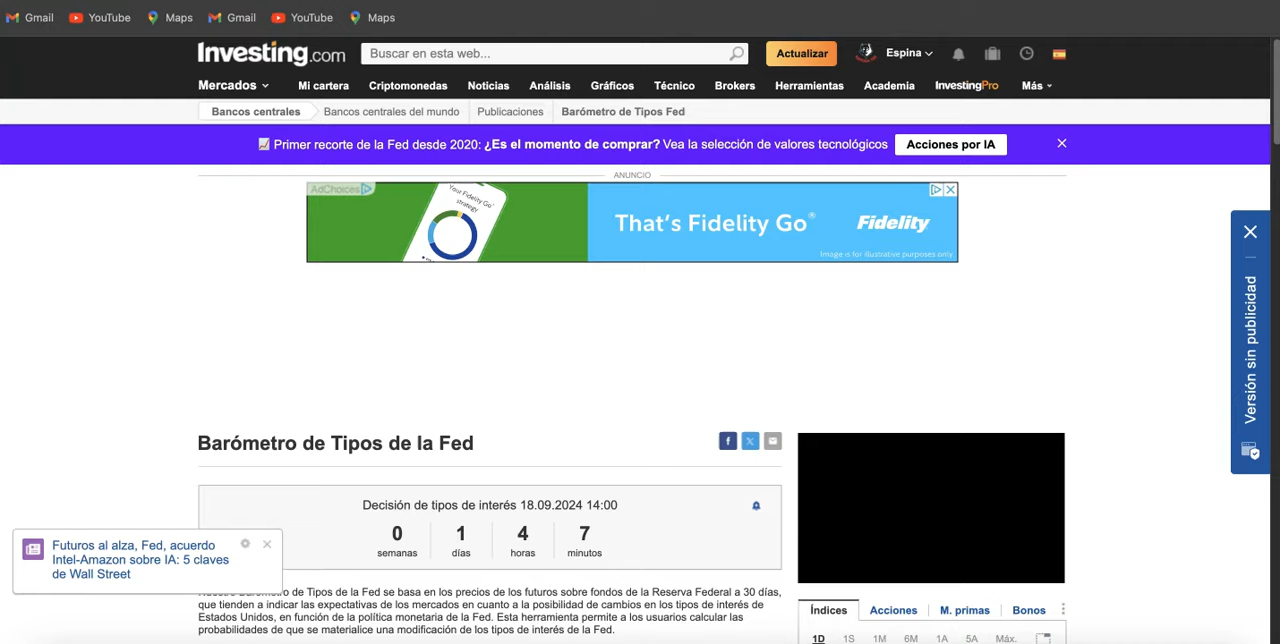 Gmail YouTube Maps Gmail YouTube Maps
Investing.com Buscar en esta web... Actualizar Espina
Mercados Mi cartera Criptomonedas Noticias Análisis Gráficos Técnico Brokers Herramientas Academia InvestingPro Más
Bancos centrales Bancos centrales del mundo Publicaciones Barómetro de Tipos Fed
Primer recorte de la Fed desde 2020: ¿Es el momento de comprar? Vea la selección de valores tecnológicos Acciones por IA
ANUNCIO
AdChoices
Your Fidelity Go®
strategy
That's Fidelity Go® Fidelity
Image is for illustrative purposes only.
Versión sin publicidad
Barómetro de Tipos de la Fed
Decisión de tipos de interés 18.09.2024 14:00
0 1 4 7
semanas días horas minutos
Futuros al alza, Fed, acuerdo
Intel-Amazon sobre IA: 5 claves
de Wall Street
Barómetro de Tipos de la Fed se basa en los precios de los futuros sobre fondos de la Reserva Federal a 30 días,
que tienden a indicar las expectativas de los mercados en cuanto a la posibilidad de cambios en los tipos de interés de
Estados Unidos, en función de la política monetaria de la Fed. Esta herramienta permite a los usuarios calcular las
probabilidades de que se materialice una modificación de los tipos de interés de la Fed.
Índices Acciones M. primas Bonos
1D 1S 1M 6M 1A 5A Máx.